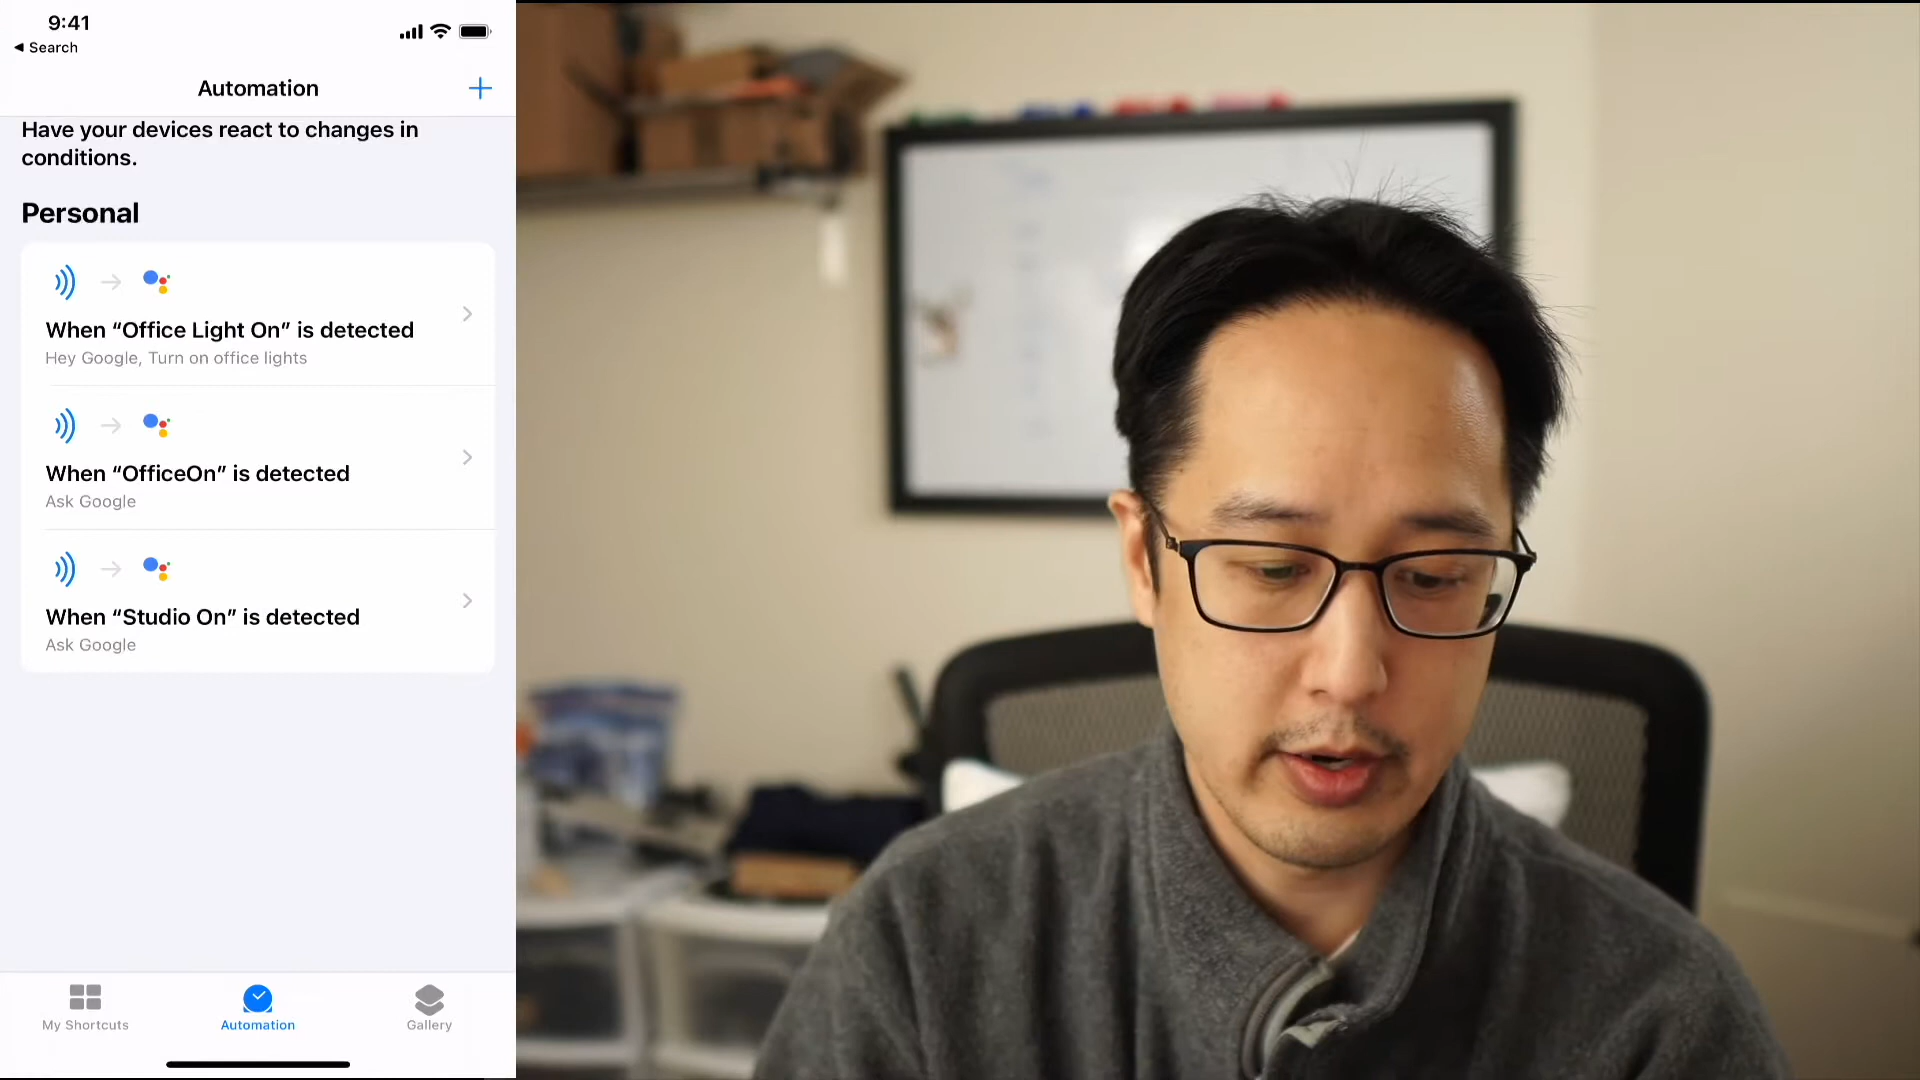 9:41
◀ Search
Automation
Have your devices react to changes in
conditions.
Personal
When “Office Light On” is detected
Hey Google, Turn on office lights
When “OfficeOn” is detected
Ask Google
When “Studio On” is detected
Ask Google
My Shortcuts
Automation
Gallery